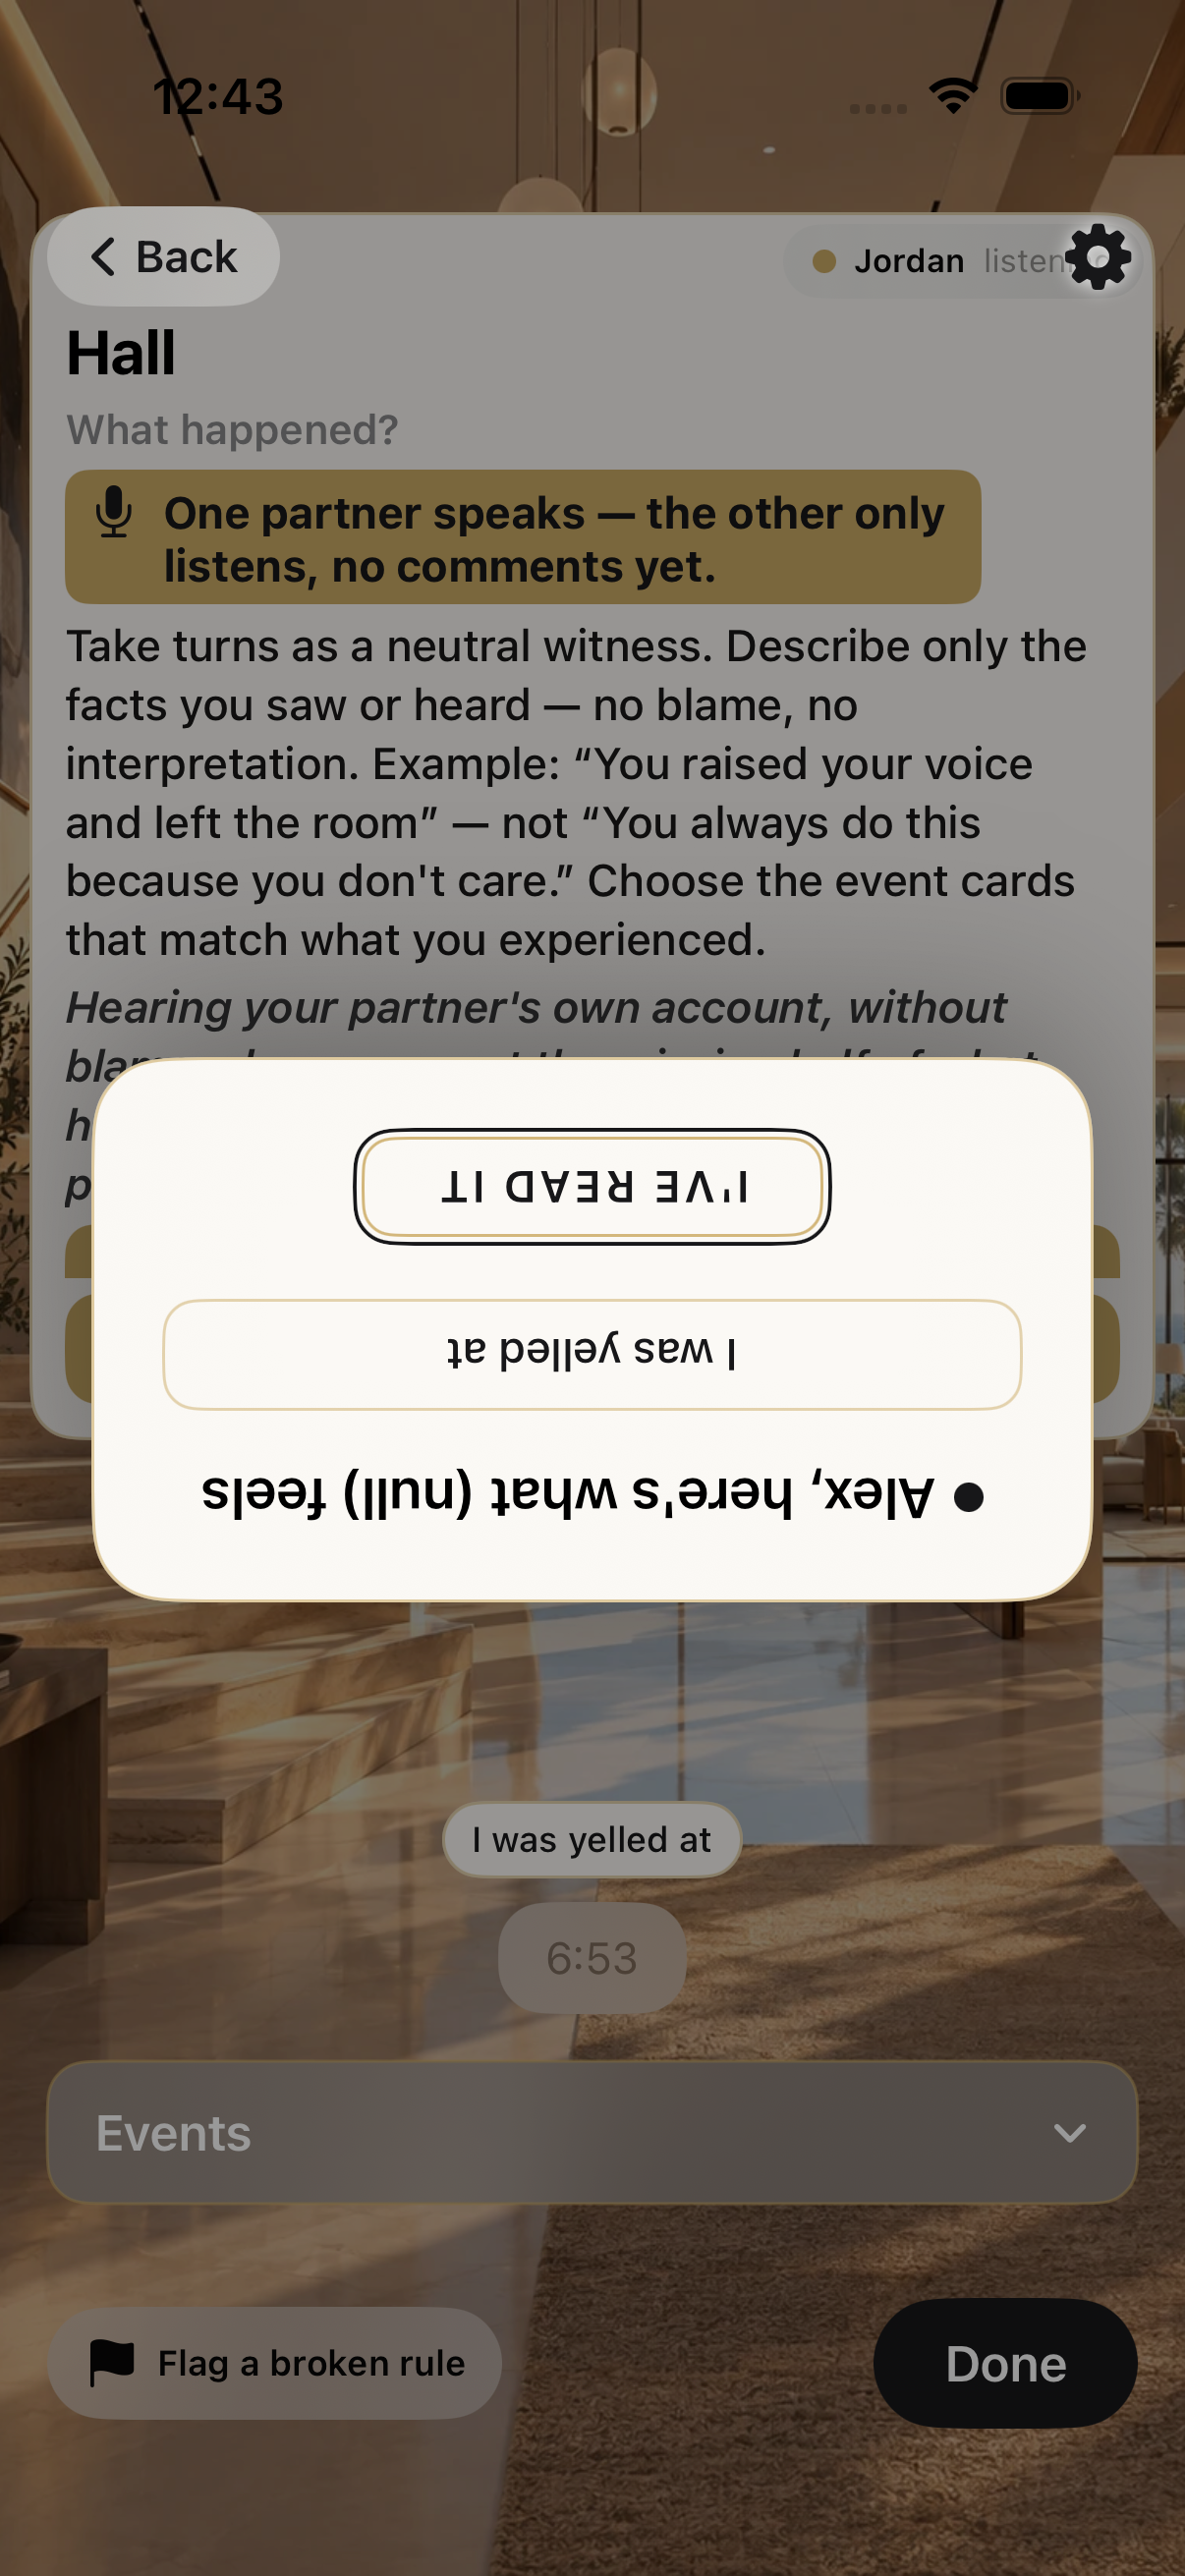 12:43
Back
Jordan listen
Hall
What happened?
One partner speaks — the other only
listens, no comments yet.
Take turns as a neutral witness. Describe only the
facts you saw or heard — no blame, no
interpretation. Example: “You raised your voice
and left the room” — not “You always do this
because you don't care.” Choose the event cards
that match what you experienced.
Hearing your partner's own account, without
Alex, here's what (null) feels
I was yelled at
I'VE READ IT
I was yelled at
6:53
Events
Flag a broken rule
Done